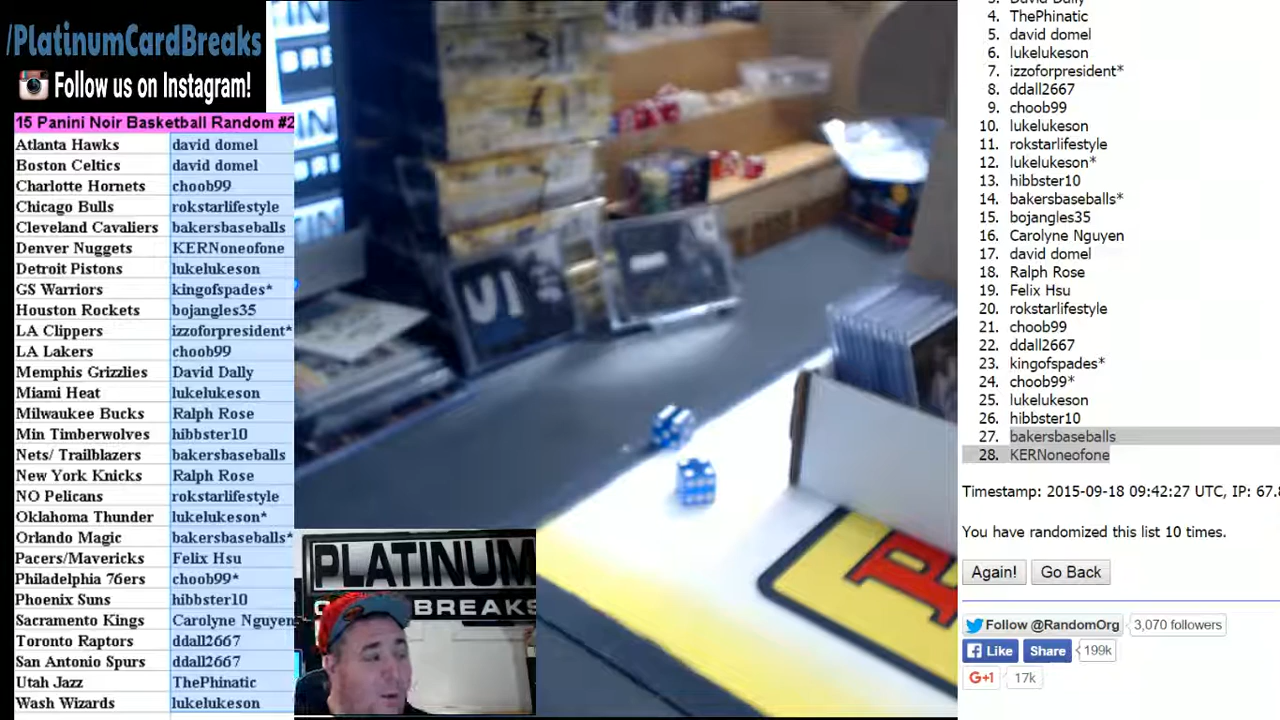 /PlatinumCardBreaks
Follow us on Instagram!
15 Panini Noir Basketball Random #2
Atlanta Hawks david domel
Boston Celtics david domel
Charlotte Hornets choob99
Chicago Bulls rokstarlifestyle
Cleveland Cavaliers bakersbaseballs
Denver Nuggets KERNoneofone
Detroit Pistons lukelukeson
GS Warriors kingofspades*
Houston Rockets bojangles35
LA Clippers izzoforpresident*
LA Lakers choob99
Memphis Grizzlies David Dally
Miami Heat lukelukeson
Milwaukee Bucks Ralph Rose
Min Timberwolves hibbster10
Nets/ Trailblazers bakersbaseballs
New York Knicks Ralph Rose
NO Pelicans rokstarlifestyle
Oklahoma Thunder lukelukeson*
Orlando Magic bakersbaseballs*
Pacers/Mavericks Felix Hsu
Philadelphia 76ers choob99*
Phoenix Suns hibbster10
Sacramento Kings Carolyne Nguyen
Toronto Raptors ddall2667
San Antonio Spurs ddall2667
Utah Jazz ThePhinatic
Wash Wizards lukelukeson
PLATINUM
BREAKS
3. David Dally
4. ThePhinatic
5. david domel
6. lukelukeson
7. izzoforpresident*
8. ddall2667
9. choob99
10. lukelukeson
11. rokstarlifestyle
12. lukelukeson*
13. hibbster10
14. bakersbaseballs*
15. bojangles35
16. Carolyne Nguyen
17. david domel
18. Ralph Rose
19. Felix Hsu
20. rokstarlifestyle
21. choob99
22. ddall2667
23. kingofspades*
24. choob99*
25. lukelukeson
26. hibbster10
27. bakersbaseballs
28. KERNoneofone
Timestamp: 2015-09-18 09:42:27 UTC, IP: 67.8
You have randomized this list 10 times.
Again! Go Back
Follow @RandomOrg 3,070 followers
Like Share 199k
G+1 17k